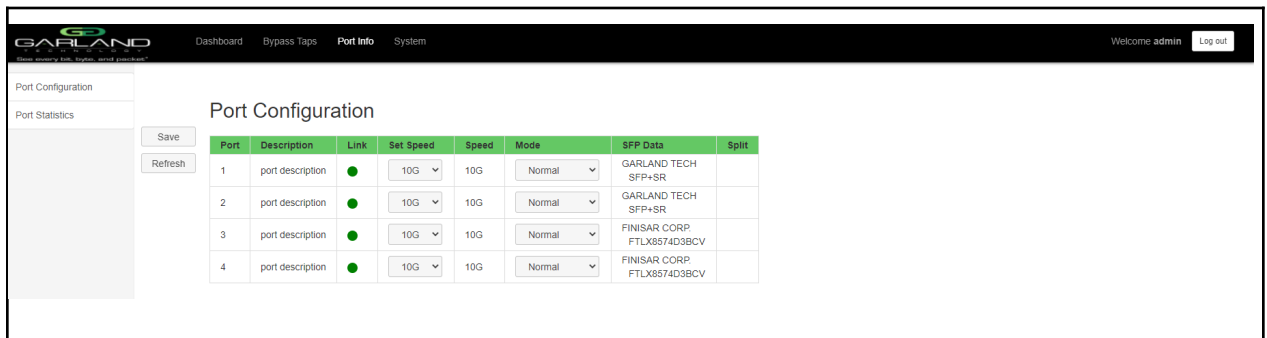 GARLAND
TECHNOLOGY
See every bit, byte, and packet®
Dashboard Bypass Taps Port Info System
Welcome admin Log out
Port Configuration
Port Statistics
Save
Refresh
Port Configuration
Port Description Link Set Speed Speed Mode SFP Data Split
1 port description 10G 10G Normal GARLAND TECH
SFP+SR
2 port description 10G 10G Normal GARLAND TECH
SFP+SR
3 port description 10G 10G Normal FINISAR CORP.
FTLX8574D3BCV
4 port description 10G 10G Normal FINISAR CORP.
FTLX8574D3BCV